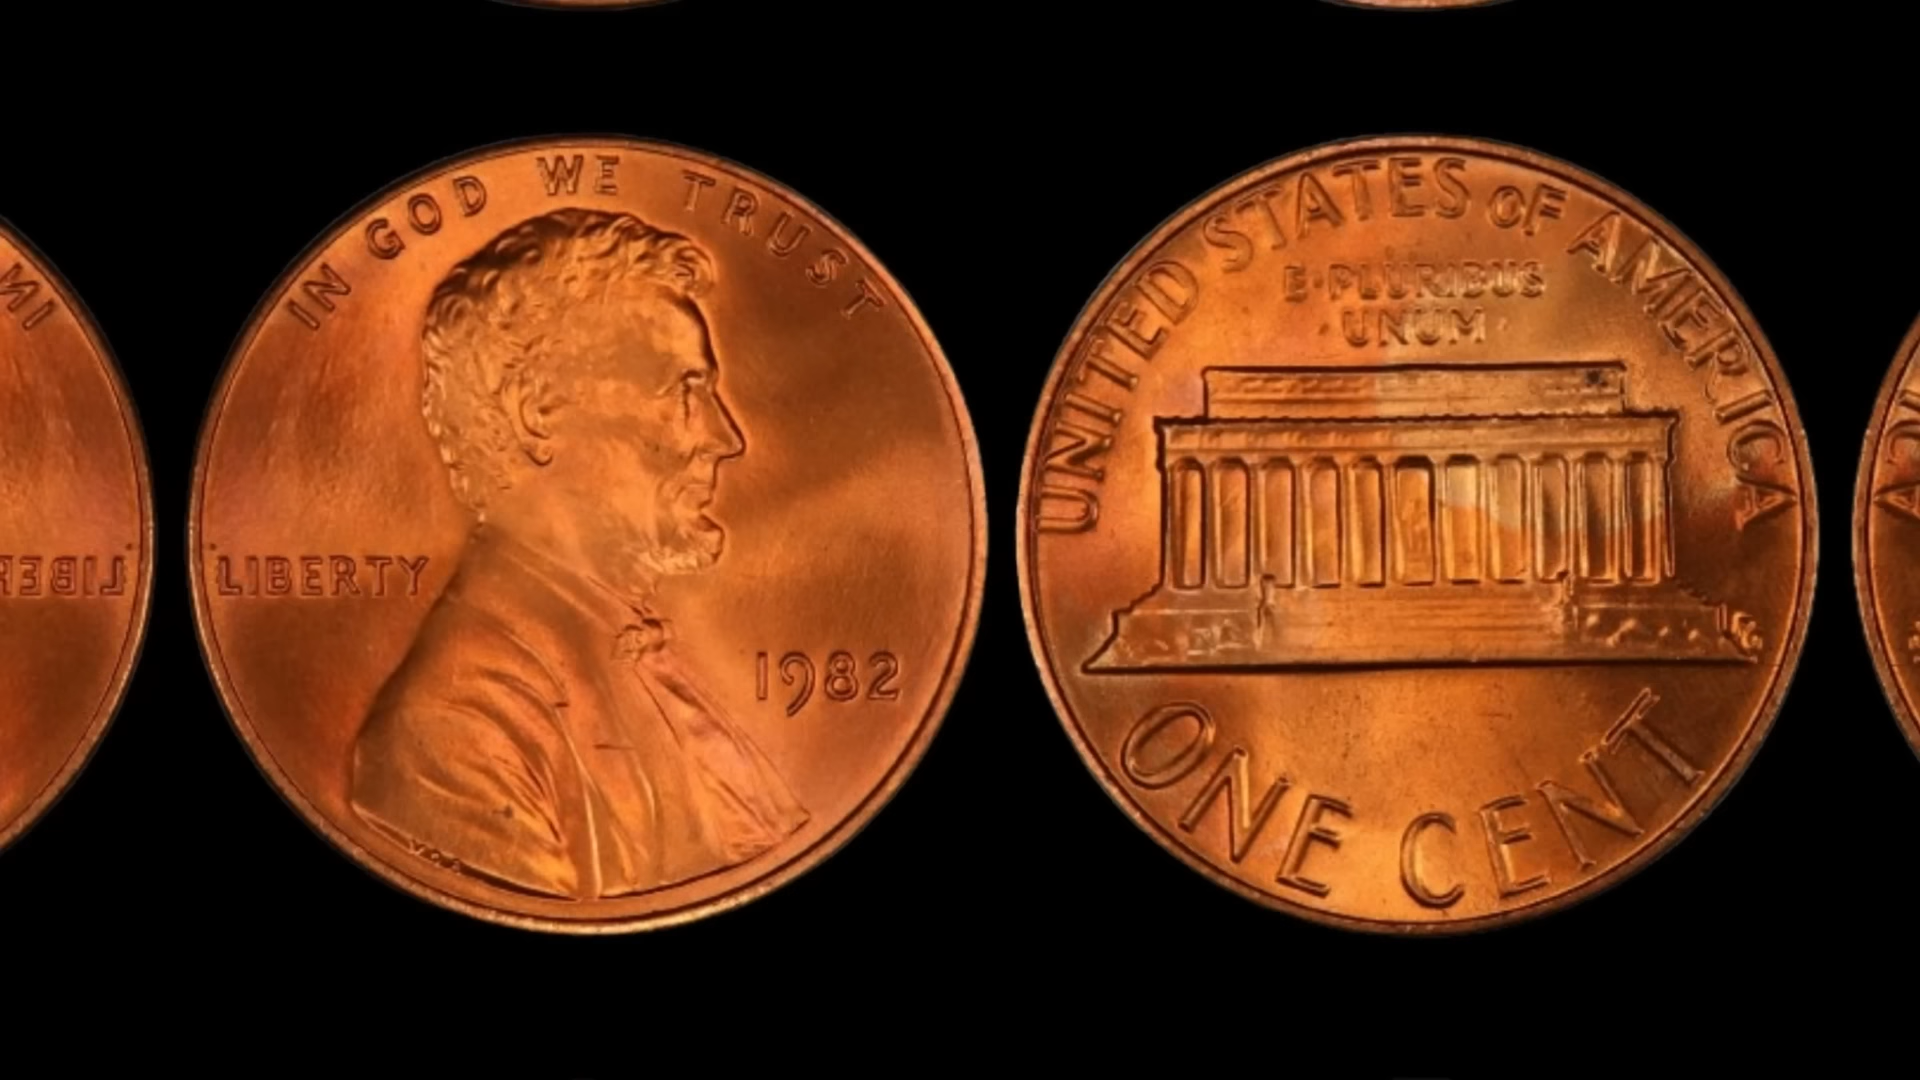 IN GOD WE TRUST
LIBERTY
1982
UNITED STATES OF AMERICA
E·PLURIBUS
UNUM
ONE CENT